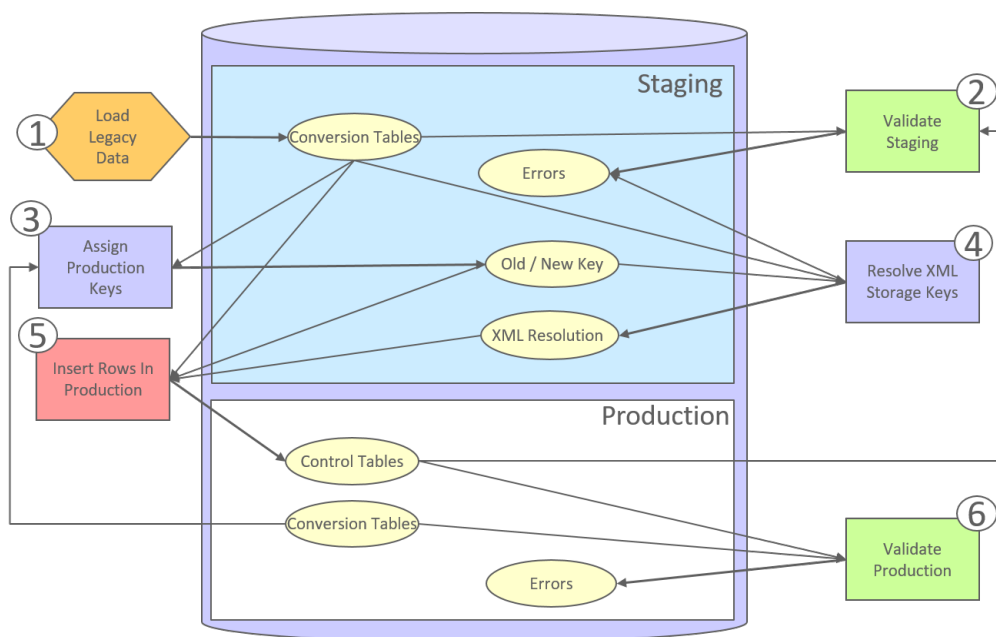 Staging
1
Load
Legacy
Data
Conversion Tables
2
Validate
Staging
Errors
3
Assign
Production
Keys
Old / New Key
4
Resolve XML
Storage Keys
XML Resolution
5
Insert Rows In
Production
Production
Control Tables
Conversion Tables
6
Validate
Production
Errors